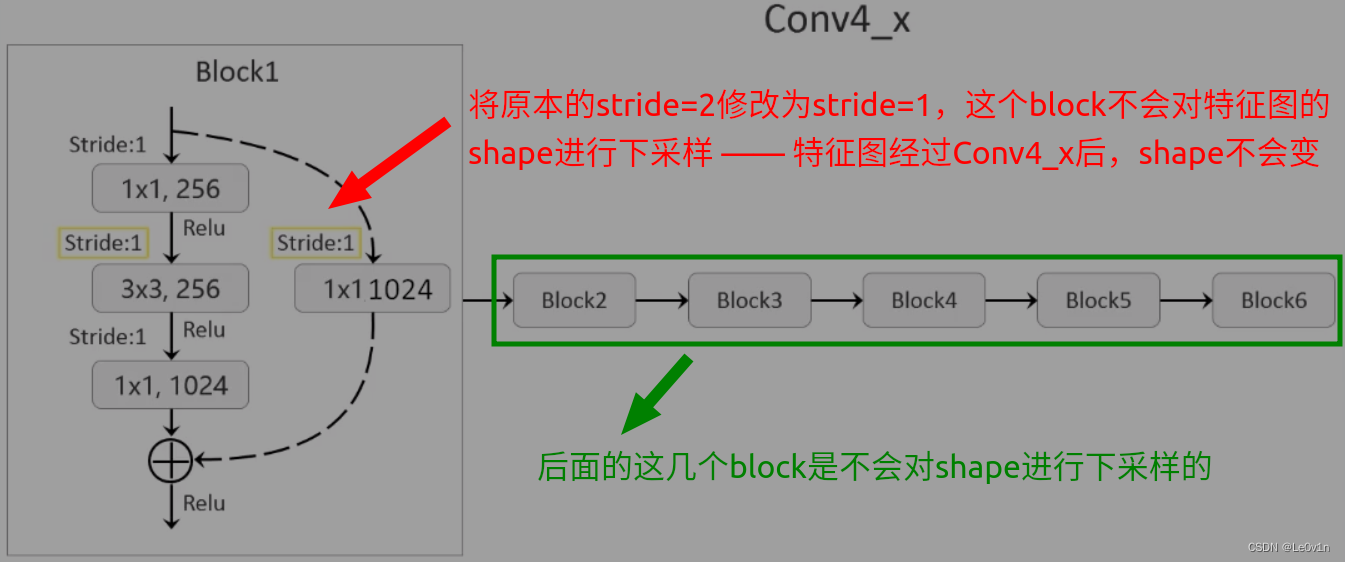 Conv4_x
Block1
将原本的stride=2修改为stride=1，这个block不会对特征图的
shape进行下采样 —— 特征图经过Conv4_x后，shape不会变
Stride:1
1x1, 256
Relu
Stride:1
Stride:1
3x3, 256
1x11024
Block2
Block3
Block4
Block5
Block6
Stride:1
Relu
1x1, 1024
后面的这几个block是不会对shape进行下采样的
Relu
CSDN @Le0v1n